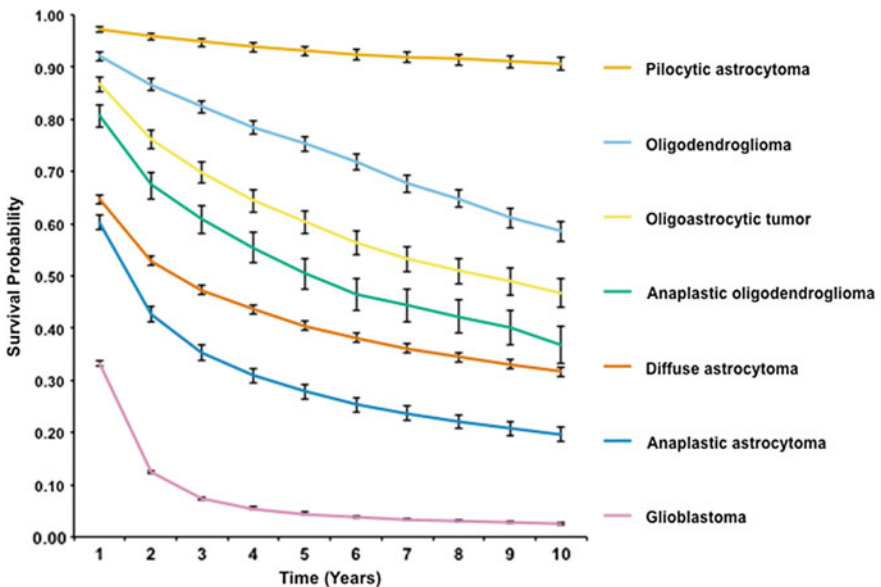 1.00
0.90
0.80
0.70
0.60
0.50
0.40
0.30
0.20
0.10
0.00
Survival Probability
1 2 3 4 5 6 7 8 9 10
Time (Years)
Pilocytic astrocytoma
Oligodendroglioma
Oligoastrocytic tumor
Anaplastic oligodendroglioma
Diffuse astrocytoma
Anaplastic astrocytoma
Glioblastoma